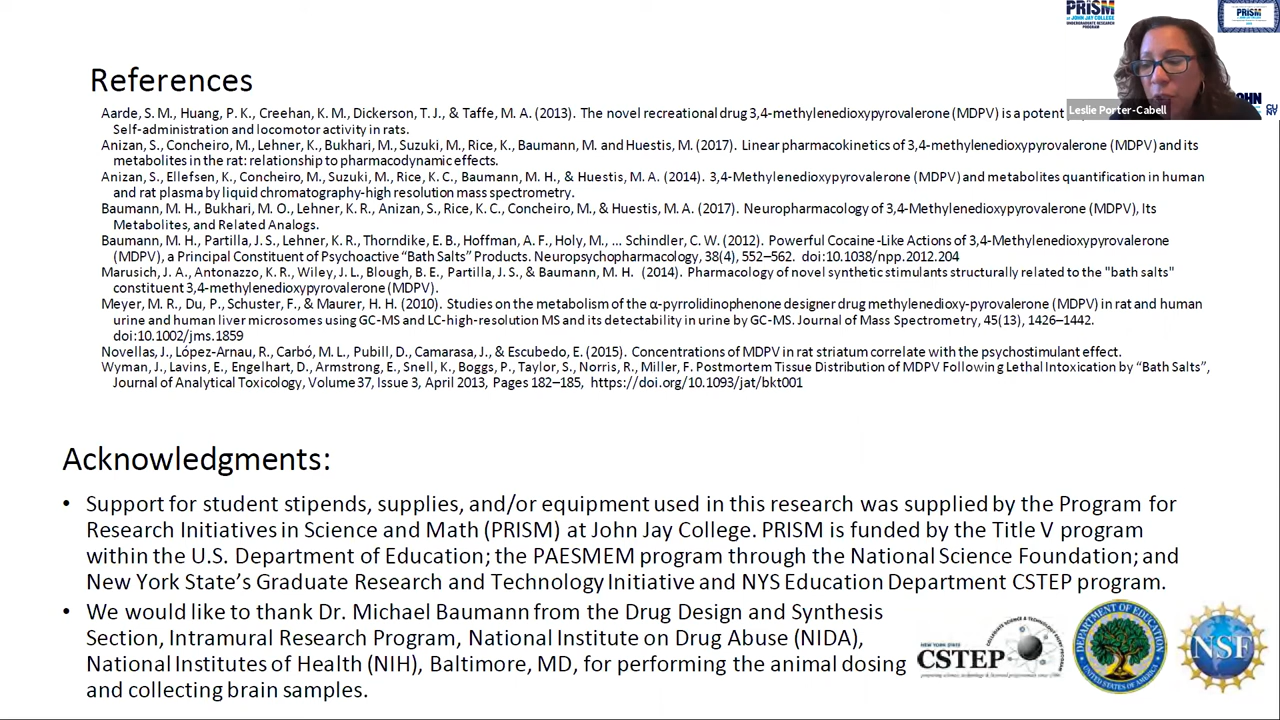 PRiSM
AT JOHN JAY COLLEGE
UNDERGRADUATE RESEARCH
PROGRAM
PRiSM
References
Leslie Porter-Cabell
CU
NY
Aarde, S. M., Huang, P. K., Creehan, K. M., Dickerson, T. J., & Taffe, M. A. (2013). The novel recreational drug 3,4-methylenedioxypyrovalerone (MDPV) is a potent
Self-administration and locomotor activity in rats.
Anizan, S., Concheiro, M., Lehner, K., Bukhari, M., Suzuki, M., Rice, K., Baumann, M. and Huestis, M. (2017). Linear pharmacokinetics of 3,4-methylenedioxypyrovalerone (MDPV) and its
metabolites in the rat: relationship to pharmacodynamic effects.
Anizan, S., Ellefsen, K., Concheiro, M., Suzuki, M., Rice, K. C., Baumann, M. H., & Huestis, M. A. (2014). 3,4-Methylenedioxypyrovalerone (MDPV) and metabolites quantification in human
and rat plasma by liquid chromatography-high resolution mass spectrometry.
Baumann, M. H., Bukhari, M. O., Lehner, K. R., Anizan, S., Rice, K. C., Concheiro, M., & Huestis, M. A. (2017). Neuropharmacology of 3,4-Methylenedioxypyrovalerone (MDPV), Its
Metabolites, and Related Analogs.
Baumann, M. H., Partilla, J. S., Lehner, K. R., Thorndike, E. B., Hoffman, A. F., Holy, M., … Schindler, C. W. (2012). Powerful Cocaine-Like Actions of 3,4-Methylenedioxypyrovalerone
(MDPV), a Principal Constituent of Psychoactive “Bath Salts” Products. Neuropsychopharmacology, 38(4), 552–562. doi:10.1038/npp.2012.204
Marusich, J. A., Antonazzo, K. R., Wiley, J. L., Blough, B. E., Partilla, J. S., & Baumann, M. H. (2014). Pharmacology of novel synthetic stimulants structurally related to the "bath salts"
constituent 3,4-methylenedioxypyrovalerone (MDPV).
Meyer, M. R., Du, P., Schuster, F., & Maurer, H. H. (2010). Studies on the metabolism of the α-pyrrolidinophenone designer drug methylenedioxy-pyrovalerone (MDPV) in rat and human
urine and human liver microsomes using GC-MS and LC-high-resolution MS and its detectability in urine by GC-MS. Journal of Mass Spectrometry, 45(13), 1426–1442.
doi:10.1002/jms.1859
Novellas, J., López-Arnau, R., Carbó, M. L., Pubill, D., Camarasa, J., & Escubedo, E. (2015). Concentrations of MDPV in rat striatum correlate with the psychostimulant effect.
Wyman, J., Lavins, E., Engelhart, D., Armstrong, E., Snell, K., Boggs, P., Taylor, S., Norris, R., Miller, F. Postmortem Tissue Distribution of MDPV Following Lethal Intoxication by “Bath Salts”,
Journal of Analytical Toxicology, Volume 37, Issue 3, April 2013, Pages 182–185, https://doi.org/10.1093/jat/bkt001
Acknowledgments:
• Support for student stipends, supplies, and/or equipment used in this research was supplied by the Program for
Research Initiatives in Science and Math (PRISM) at John Jay College. PRISM is funded by the Title V program
within the U.S. Department of Education; the PAESMEM program through the National Science Foundation; and
New York State’s Graduate Research and Technology Initiative and NYS Education Department CSTEP program.
• We would like to thank Dr. Michael Baumann from the Drug Design and Synthesis
Section, Intramural Research Program, National Institute on Drug Abuse (NIDA),
National Institutes of Health (NIH), Baltimore, MD, for performing the animal dosing
and collecting brain samples.
NEW YORK STATE
CSTEP
DEPARTMENT OF EDUCATION
UNITED STATES OF AMERICA
NSF